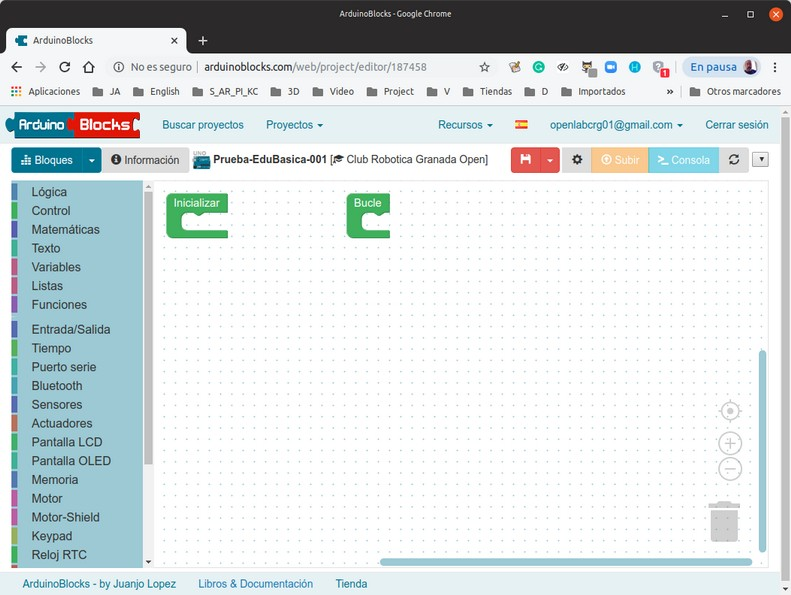 ArduinoBlocks - Google Chrome
ArduinoBlocks
No es seguro | arduinoblocks.com/web/project/editor/187458
En pausa
Aplicaciones JA English S_AR_PI_KC 3D Video Project V Tiendas D Importados » Otros marcadores
Arduino Blocks Buscar proyectos Proyectos Recursos openlabcrg01@gmail.com Cerrar sesión
Bloques Información UNO Prueba-EduBasica-001 [Club Robotica Granada Open] Subir Consola
Lógica
Control
Matemáticas
Texto
Variables
Listas
Funciones
Entrada/Salida
Tiempo
Puerto serie
Bluetooth
Sensores
Actuadores
Pantalla LCD
Pantalla OLED
Memoria
Motor
Motor-Shield
Keypad
Reloj RTC
Inicializar
Bucle
ArduinoBlocks - by Juanjo Lopez Libros & Documentación Tienda